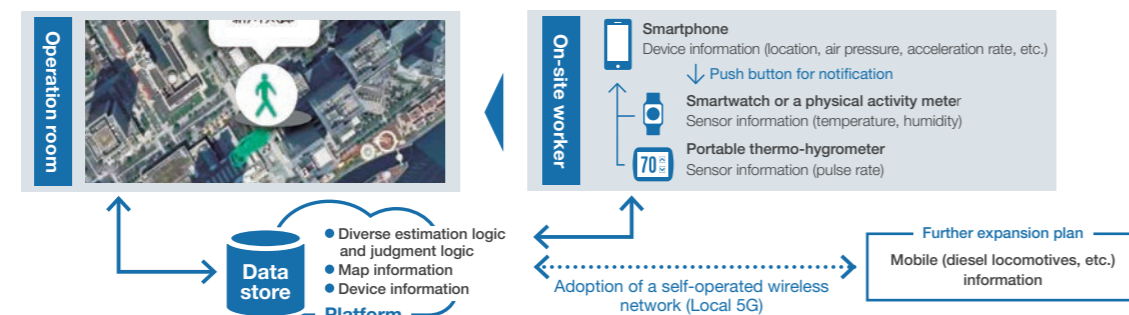 Operation room
On-site worker
Smartphone
Device information (location, air pressure, acceleration rate, etc.)
Push button for notification
Smartwatch or a physical activity meter
Sensor information (temperature, humidity)
70
Portable thermo-hygrometer
Sensor information (pulse rate)
Data
store
● Diverse estimation logic
and judgment logic
● Map information
● Device information
Platform
Adoption of a self-operated wireless
network (Local 5G)
Further expansion plan
Mobile (diesel locomotives, etc.)
information